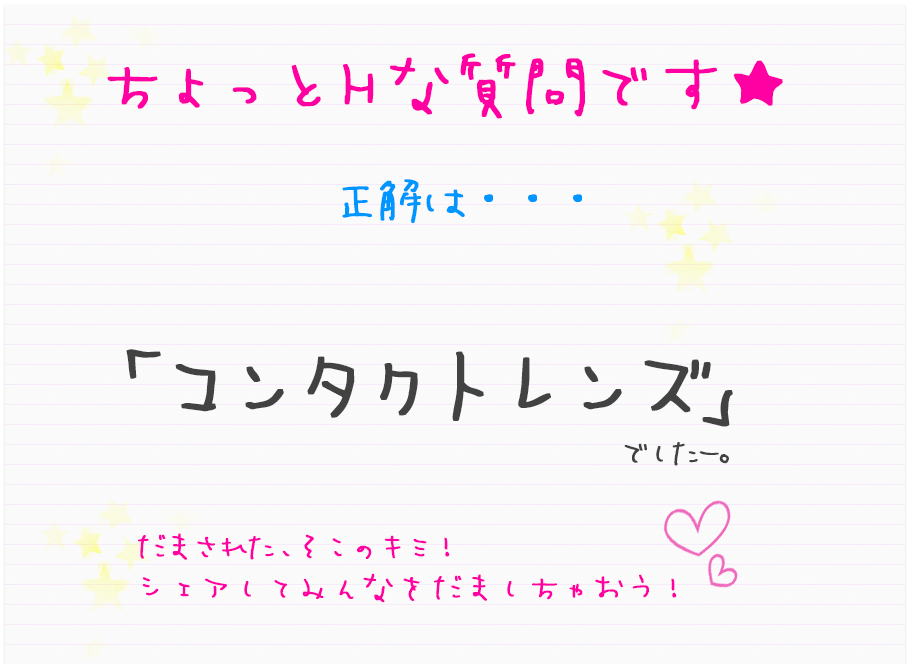 ちょっとHな質問です★
正解は・・・
「コンタクトレンズ」
でしたー。
だまされた、そこのキミ!
シェアしてみんなをだましちゃおう!